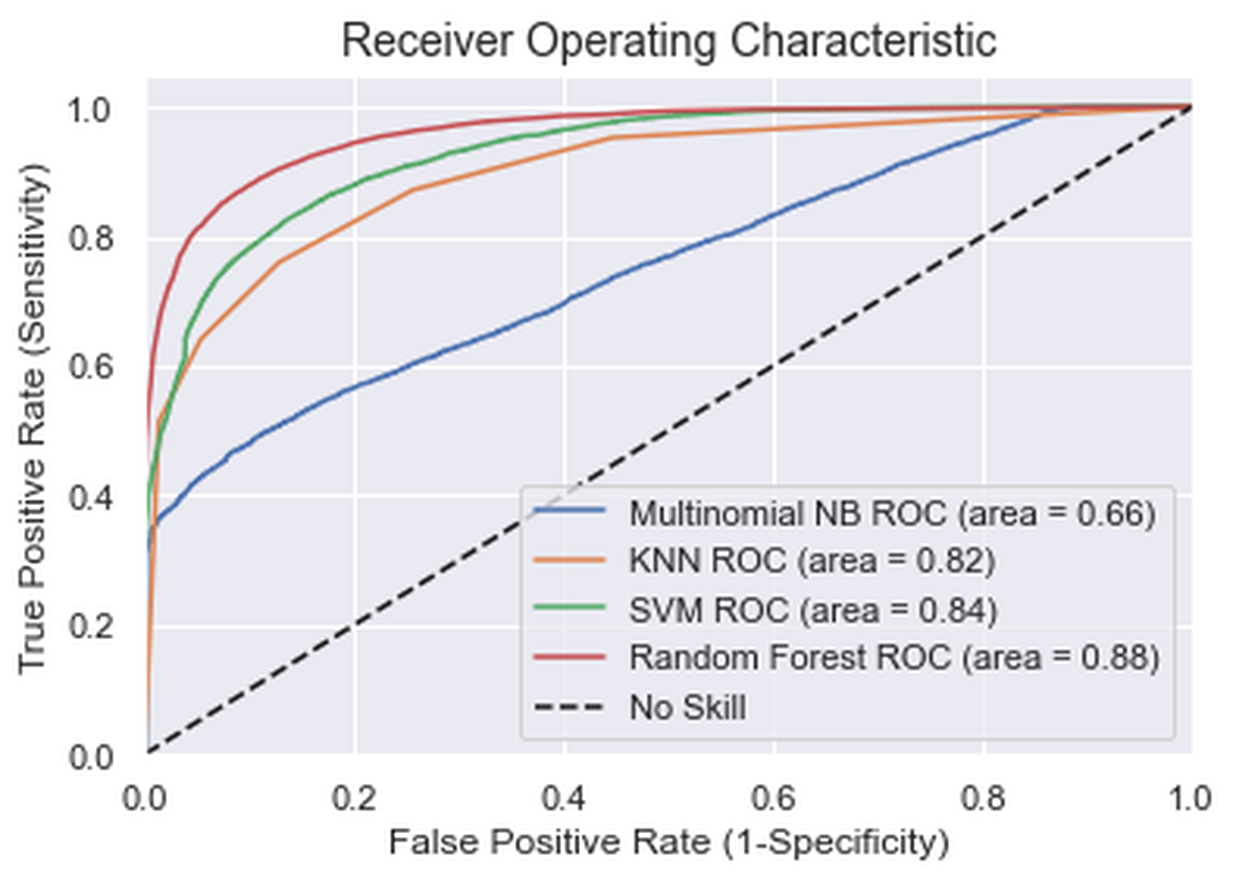 Receiver Operating Characteristic
True Positive Rate (Sensitivity)
1.0
0.8
0.6
0.4
0.2
0.0
Multinomial NB ROC (area = 0.66)
KNN ROC (area = 0.82)
SVM ROC (area = 0.84)
Random Forest ROC (area = 0.88)
No Skill
0.0 0.2 0.4 0.6 0.8 1.0
False Positive Rate (1-Specificity)